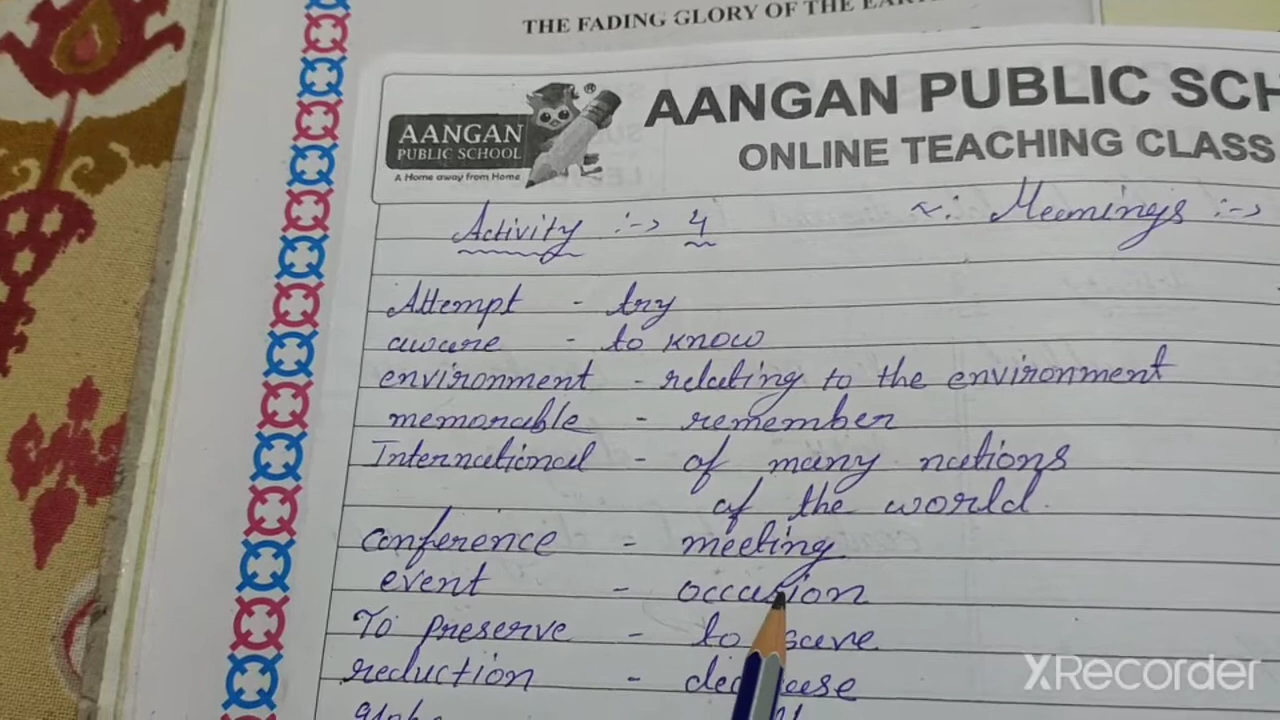 THE FADING GLORY OF THE
AANGAN
PUBLIC SCHOOL
A Home away from Home
®
AANGAN PUBLIC SCH
ONLINE TEACHING CLASS
Activity :-> 4 ~: Meanings :->
Attempt - try
aware - to know
environment - relating to the environment
memorable - remember
International - of many nations
of the world.
conference - meeting
event - occasion
To preserve - to save
reduction - decrease
XRecorder